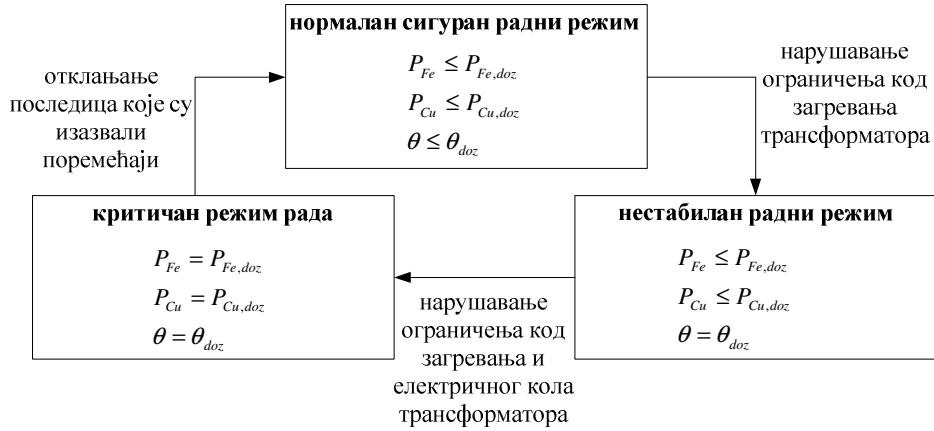 нормалан сигуран радни режим
P_Fe ≤ P_Fe,doz
P_Cu ≤ P_Cu,doz
θ ≤ θ_doz
отклањање
последица које су
изазвали
поремећаји
нарушавање
ограничења код
загревања
трансформатора
критичан режим рада
P_Fe = P_Fe,doz
P_Cu = P_Cu,doz
θ = θ_doz
нестабилан радни режим
P_Fe ≤ P_Fe,doz
P_Cu ≤ P_Cu,doz
θ = θ_doz
нарушавање
ограничења код
загревања и
електричног кола
трансформатора